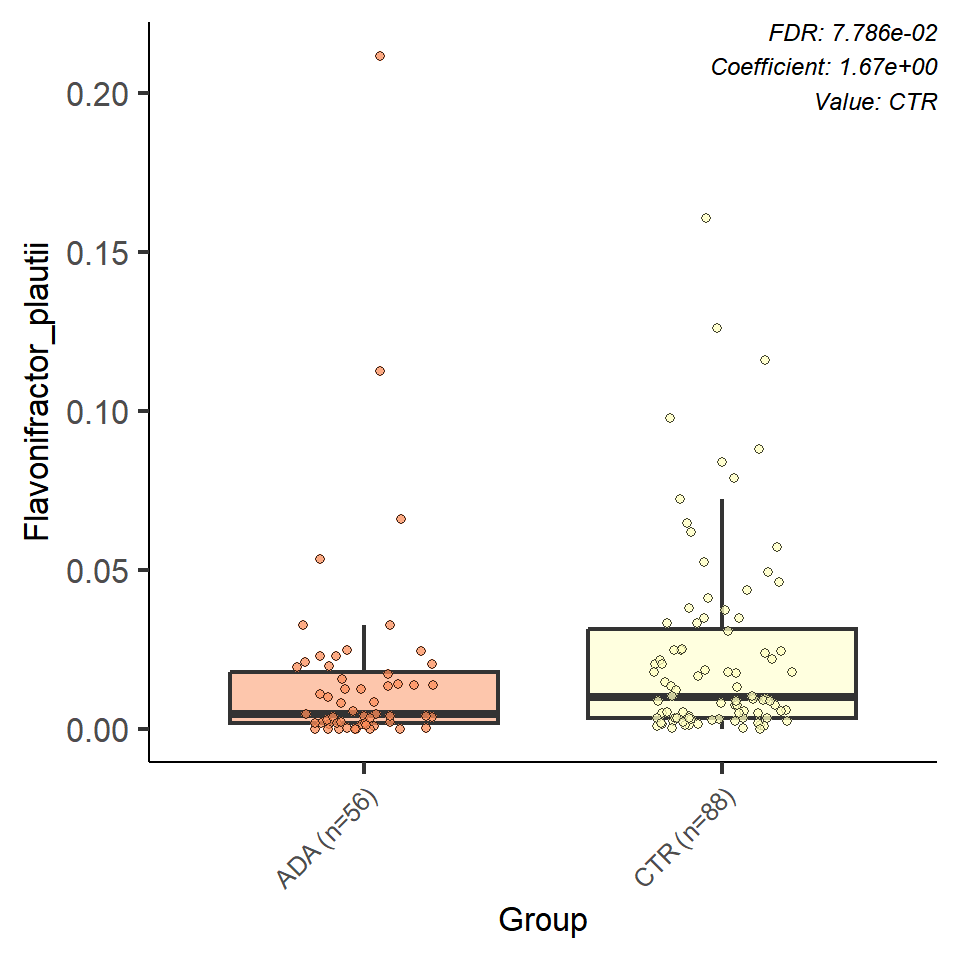 FDR: 7.786e-02
Coefficient: 1.67e+00
Value: CTR
Flavonifractor_plautii
0.20
0.15
0.10
0.05
0.00
ADA (n=56)
CTR (n=88)
Group